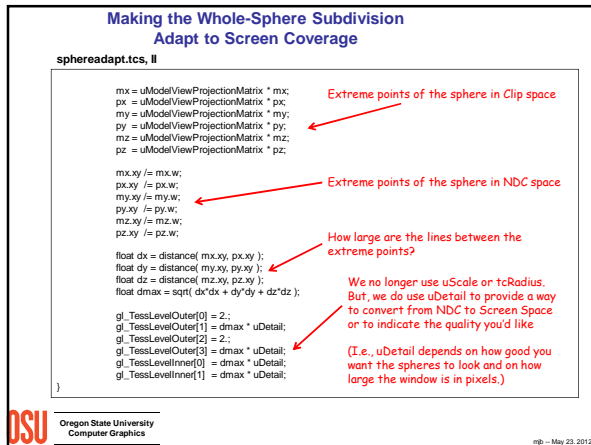 Making the Whole-Sphere Subdivision
Adapt to Screen Coverage
sphereadapt.tcs, II
mx = uModelViewProjectionMatrix * mx;
px = uModelViewProjectionMatrix * px;
my = uModelViewProjectionMatrix * my;
py = uModelViewProjectionMatrix * py;
mz = uModelViewProjectionMatrix * mz;
pz = uModelViewProjectionMatrix * pz;
Extreme points of the sphere in Clip space
mx.xy /= mx.w;
px.xy /= px.w;
my.xy /= my.w;
py.xy /= py.w;
mz.xy /= mz.w;
pz.xy /= pz.w;
Extreme points of the sphere in NDC space
float dx = distance( mx.xy, px.xy );
float dy = distance( my.xy, py.xy );
float dz = distance( mz.xy, pz.xy );
float dmax = sqrt( dx*dx + dy*dy + dz*dz );
How large are the lines between the
extreme points?
gl_TessLevelOuter[0] = 2.;
gl_TessLevelOuter[1] = dmax * uDetail;
gl_TessLevelOuter[2] = 2.;
gl_TessLevelOuter[3] = dmax * uDetail;
gl_TessLevelInner[0] = dmax * uDetail;
gl_TessLevelInner[1] = dmax * uDetail;
}
We no longer use uScale or tcRadius.
But, we do use uDetail to provide a way
to convert from NDC to Screen Space
or to indicate the quality you'd like
(I.e., uDetail depends on how good you
want the spheres to look and on how
large the window is in pixels.)
OSU
Oregon State University
Computer Graphics
mjb – May 23, 2012